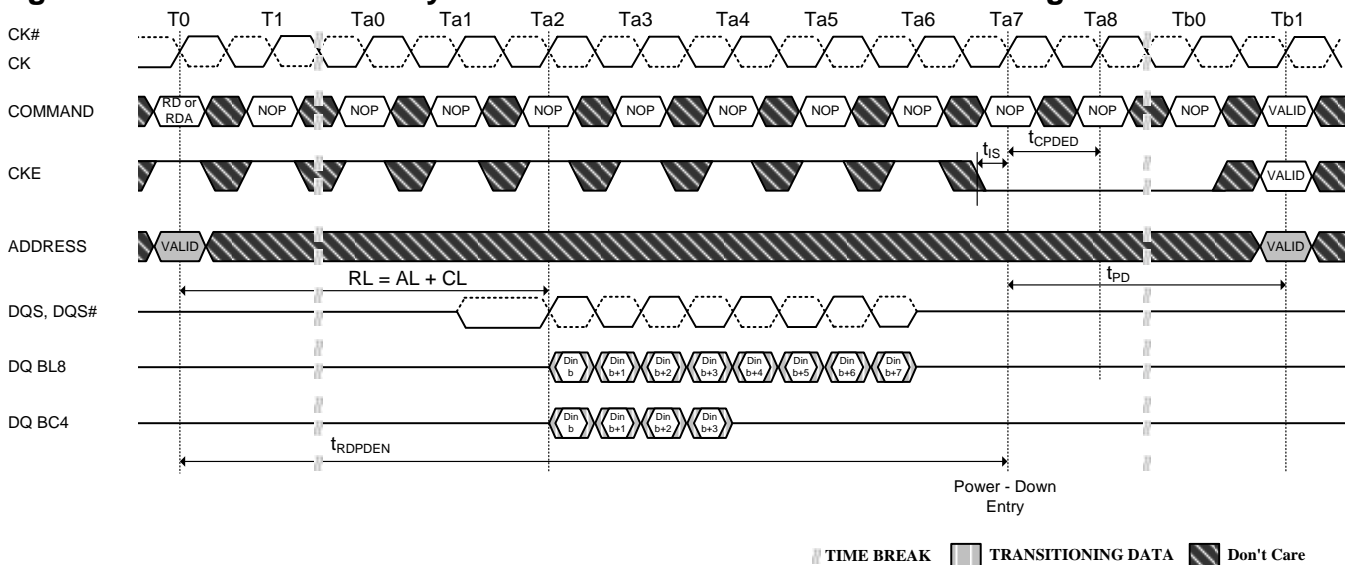 T0 T1 Ta0 Ta1 Ta2 Ta3 Ta4 Ta5 Ta6 Ta7 Ta8 Tb0 Tb1
CK#
CK
COMMAND RD or RDA NOP NOP NOP NOP NOP NOP NOP NOP NOP NOP NOP VALID
tIS tCPDED
CKE VALID
ADDRESS VALID VALID
RL = AL + CL tPD
DQS, DQS#
DQ BL8 Din b Din b+1 Din b+2 Din b+3 Din b+4 Din b+5 Din b+6 Din b+7
DQ BC4 Din b Din b+1 Din b+2 Din b+3
tRDPDEN
Power - Down
Entry
TIME BREAK TRANSITIONING DATA Don't Care